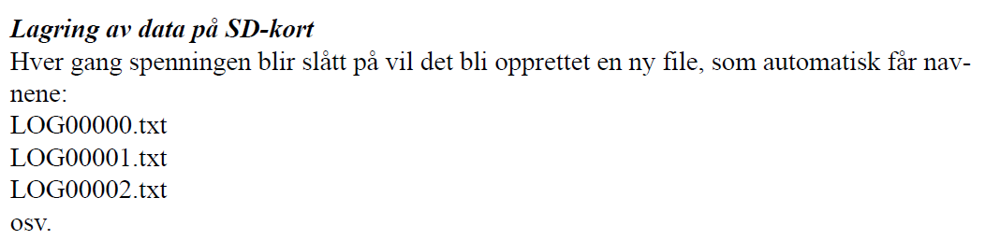 Lagring av data på SD-kort
Hver gang spenningen blir slått på vil det bli opprettet en ny file, som automatisk får nav-
nene:
LOG00000.txt
LOG00001.txt
LOG00002.txt
osv.